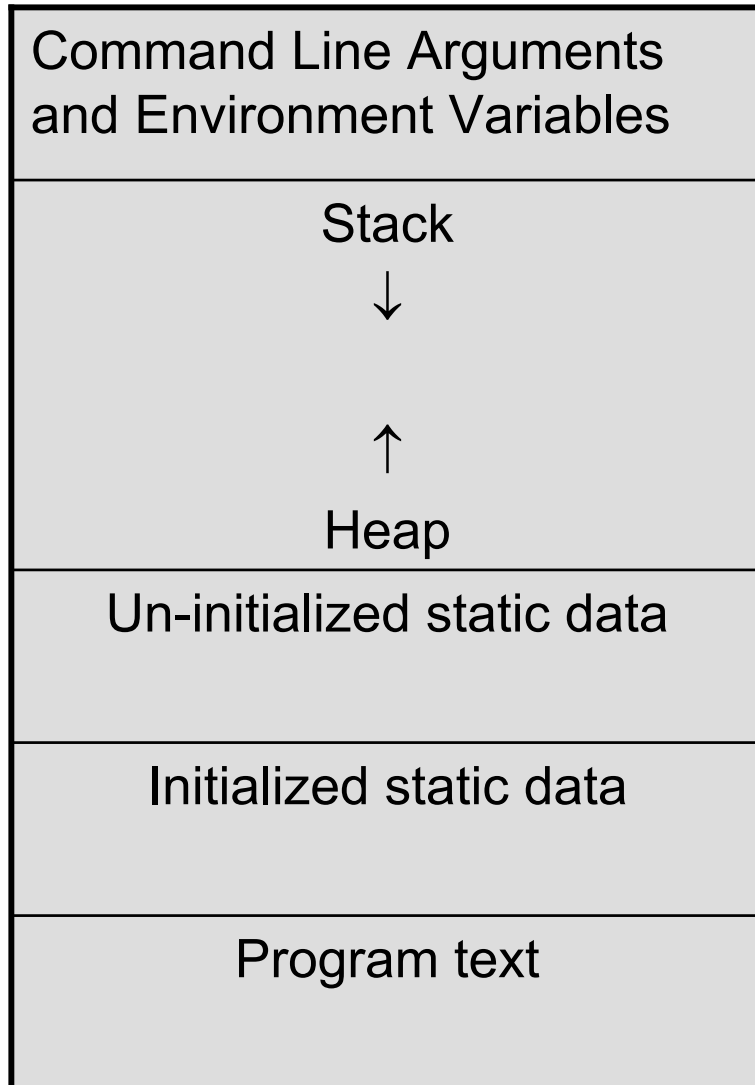 Command Line Arguments
and Environment Variables
Stack
↓
↑
Heap
Un-initialized static data
Initialized static data
Program text